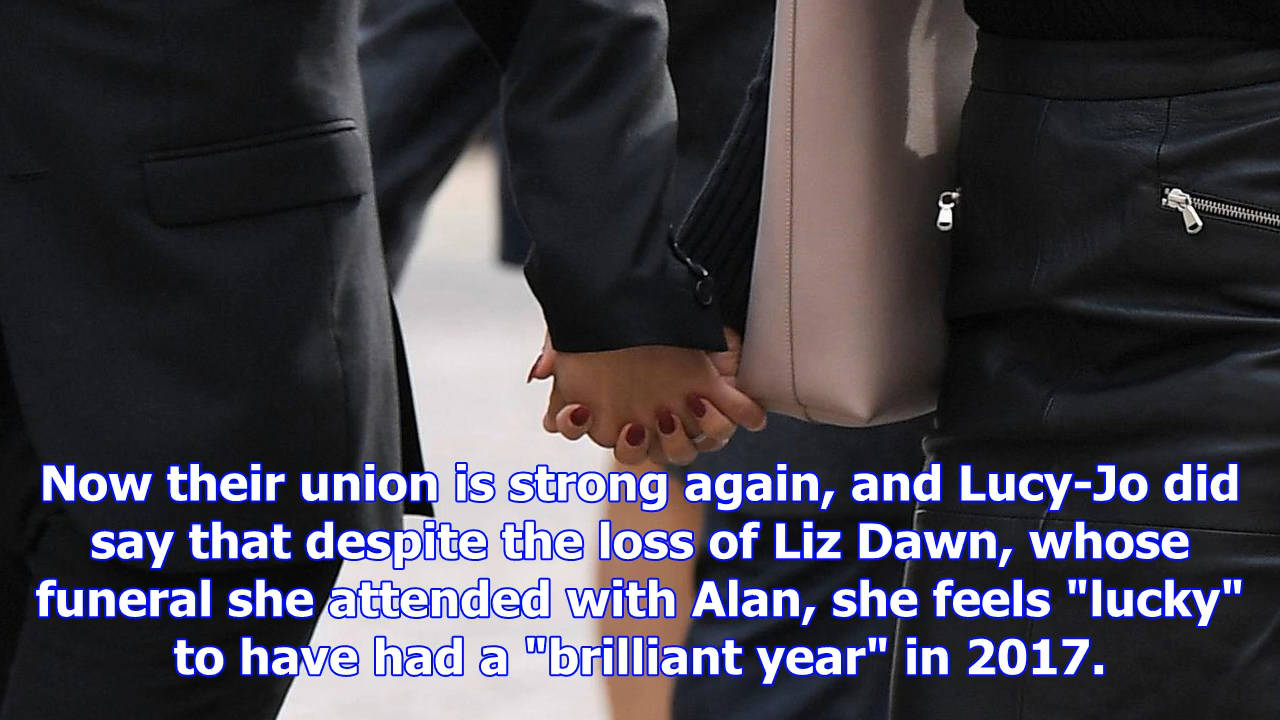 Now their union is strong again, and Lucy-Jo did
say that despite the loss of Liz Dawn, whose
funeral she attended with Alan, she feels "lucky"
to have had a "brilliant year" in 2017.